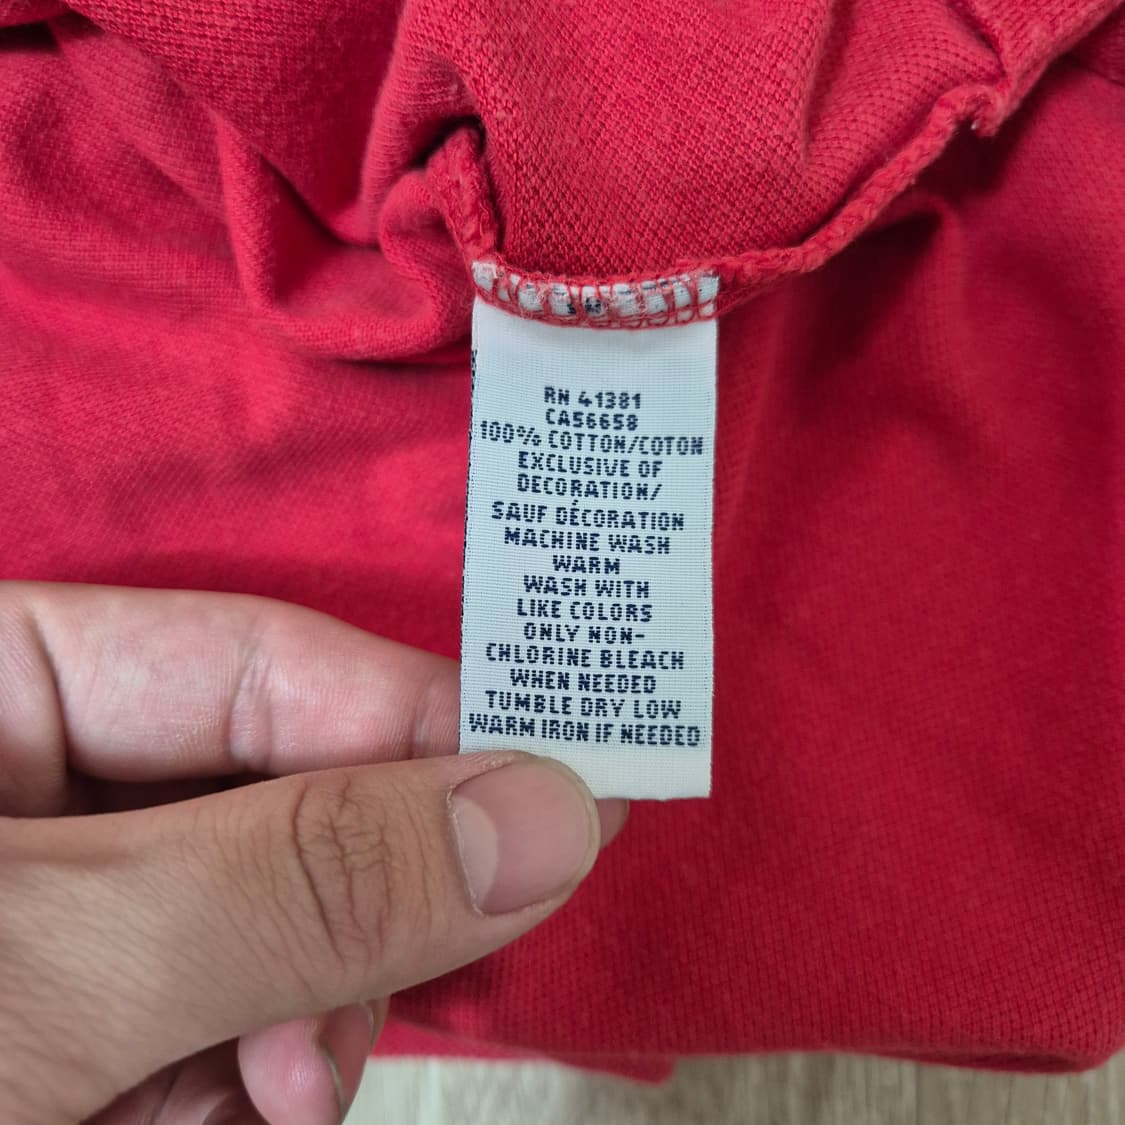 RN 41381
CA56658
100% COTTON/COTON
EXCLUSIVE OF
DECORATION/
SAUF DÉCORATION
MACHINE WASH
WARM
WASH WITH
LIKE COLORS
ONLY NON-
CHLORINE BLEACH
WHEN NEEDED
TUMBLE DRY LOW
WARM IRON IF NEEDED